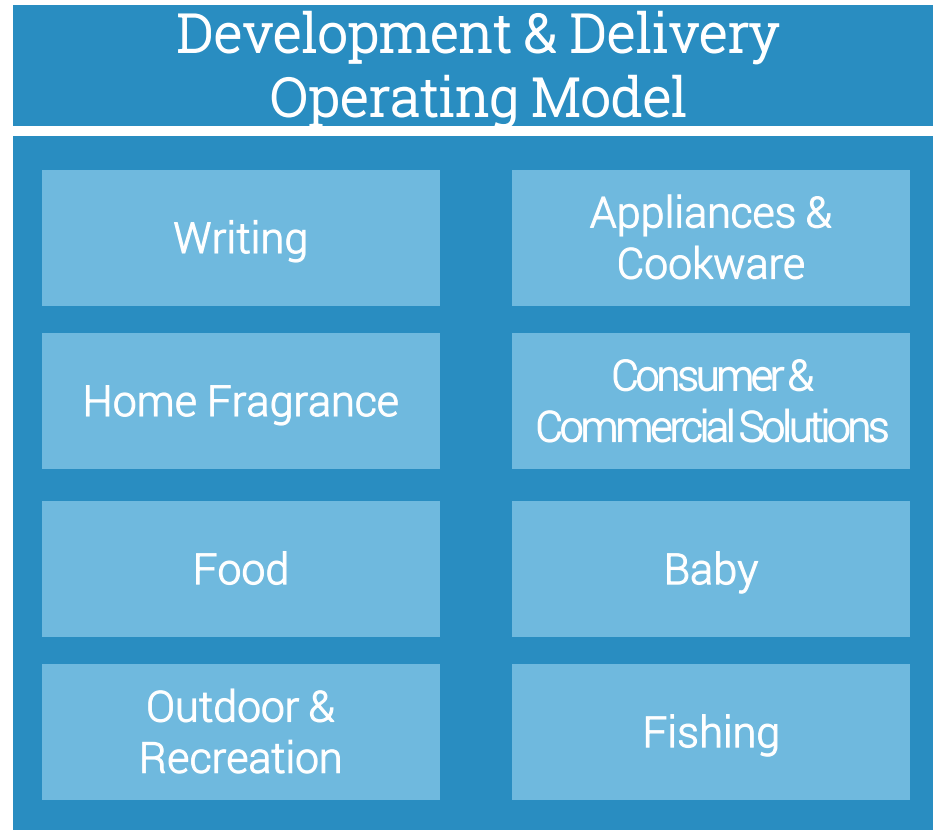 Development & Delivery
Operating Model
Writing
Appliances &
Cookware
Home Fragrance
Consumer &
Commercial Solutions
Food
Baby
Outdoor &
Recreation
Fishing